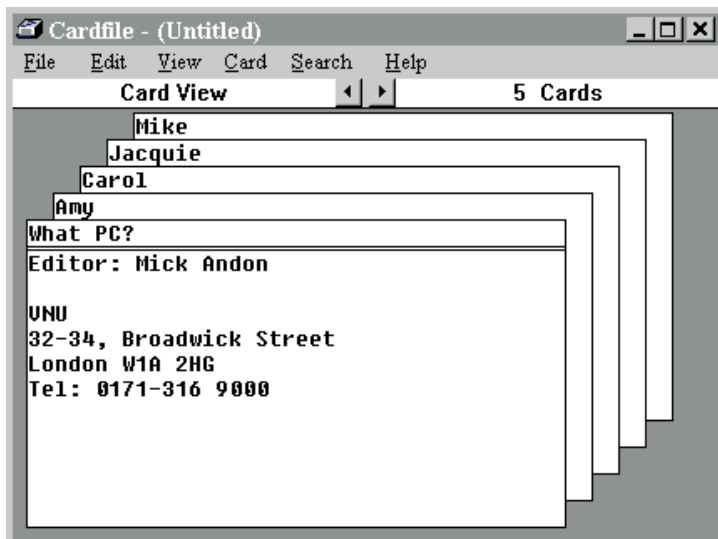 Cardfile - (Untitled)
File Edit View Card Search Help
Card View 5 Cards
Mike
Jacquie
Carol
Amy
What PC?
Editor: Mick Andon
VNU
32-34, Broadwick Street
London W1A 2HG
Tel: 0171-316 9000